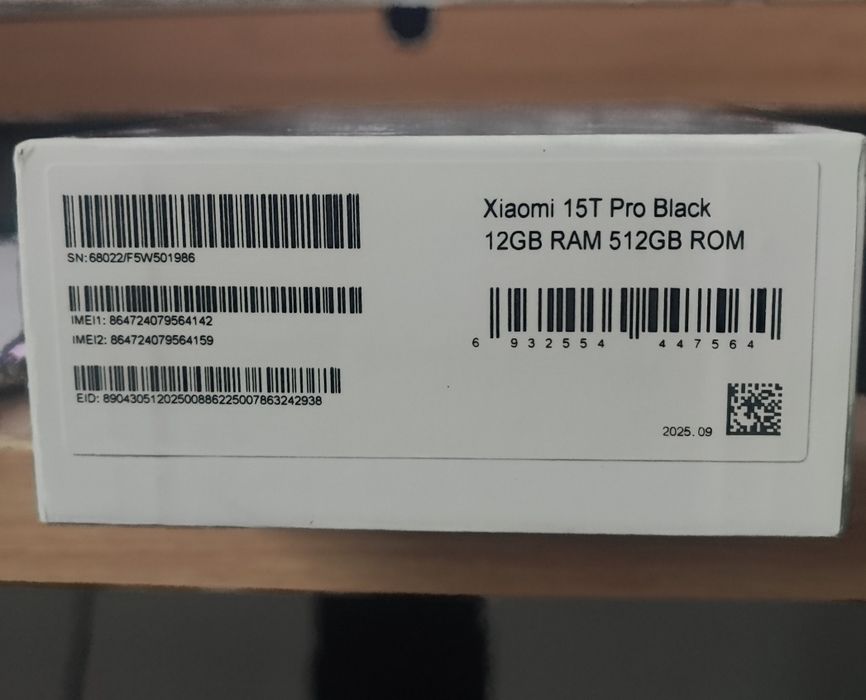 SN: 68022/F5W501986
IMEI1: 864724079564142
IMEI2: 864724079564159
EID: 89043051202500886225007863242938
Xiaomi 15T Pro Black
12GB RAM 512GB ROM
6 932554 447564
2025.09